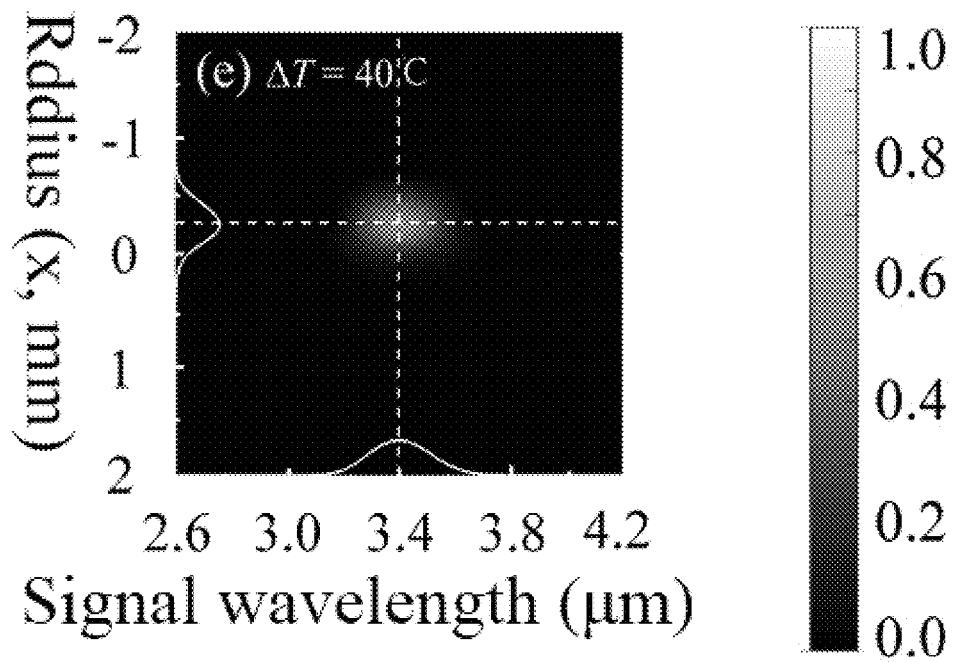 Rddius (x, mm)
-2
-1
0
1
2
(e) ΔT = 40°C
2.6 3.0 3.4 3.8 4.2
Signal wavelength (μm)
1.0
0.8
0.6
0.4
0.2
0.0